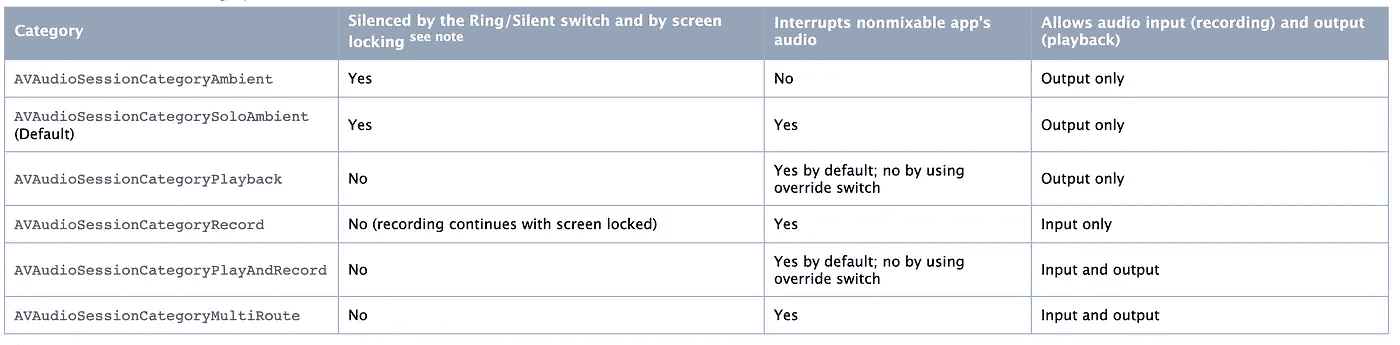 Category
Silenced by the Ring/Silent switch and by screen
locking see note
Interrupts nonmixable app's
audio
Allows audio input (recording) and output
(playback)
AVAudioSessionCategoryAmbient
Yes
No
Output only
AVAudioSessionCategorySoloAmbient
(Default)
Yes
Yes
Output only
AVAudioSessionCategoryPlayback
No
Yes by default; no by using
override switch
Output only
AVAudioSessionCategoryRecord
No (recording continues with screen locked)
Yes
Input only
AVAudioSessionCategoryPlayAndRecord
No
Yes by default; no by using
override switch
Input and output
AVAudioSessionCategoryMultiRoute
No
Yes
Input and output